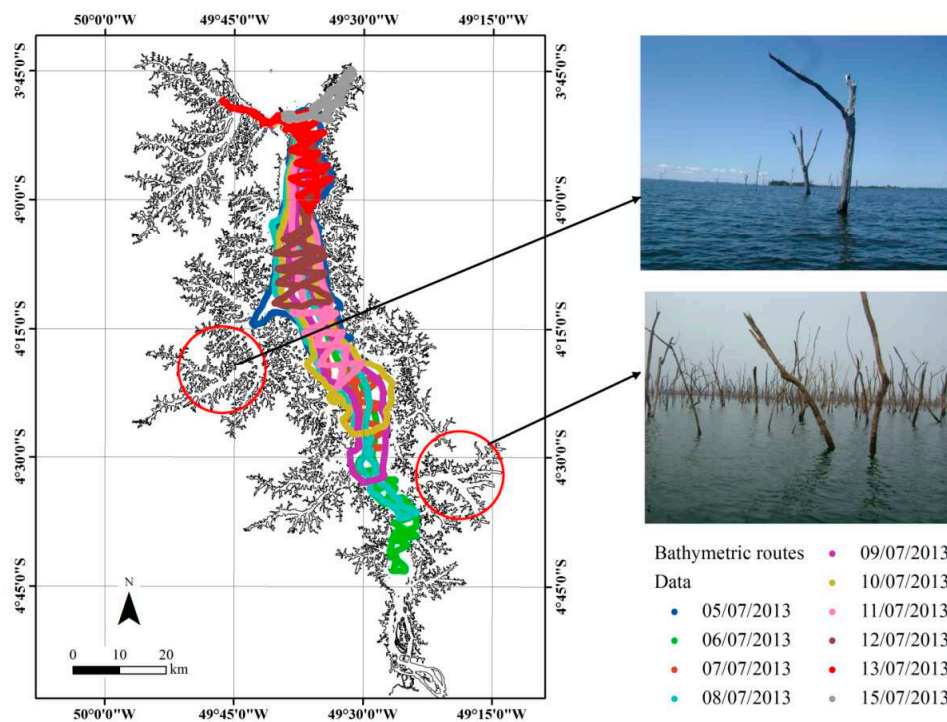 50°0'0"W 49°45'0"W 49°30'0"W 49°15'0"W
3°45'0"S
4°0'0"S
4°15'0"S
4°30'0"S
4°45'0"S
3°45'0"S
4°0'0"S
4°15'0"S
4°30'0"S
4°45'0"S
N
0 10 20
km
50°0'0"W 49°45'0"W 49°30'0"W 49°15'0"W
Bathymetric routes
Data
05/07/2013
06/07/2013
07/07/2013
08/07/2013
09/07/2013
10/07/2013
11/07/2013
12/07/2013
13/07/2013
15/07/2013